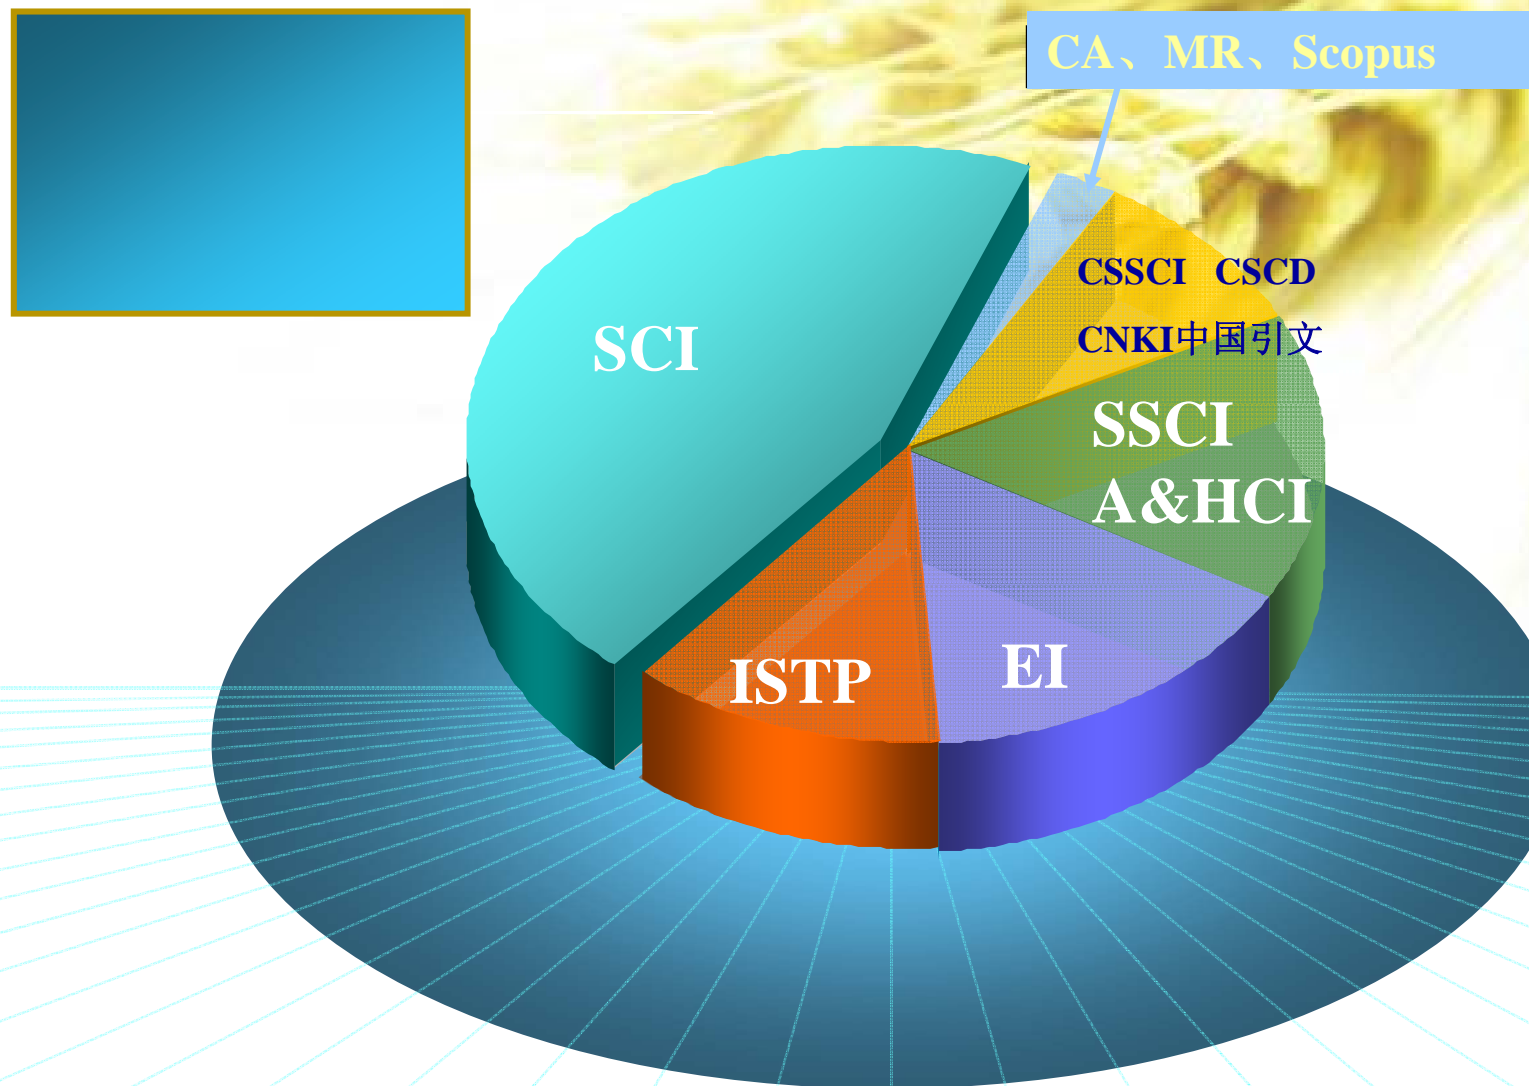 CA、MR、Scopus
CSSCI CSCD
CNKI中国引文
SCI
SSCI
A&HCI
ISTP
EI